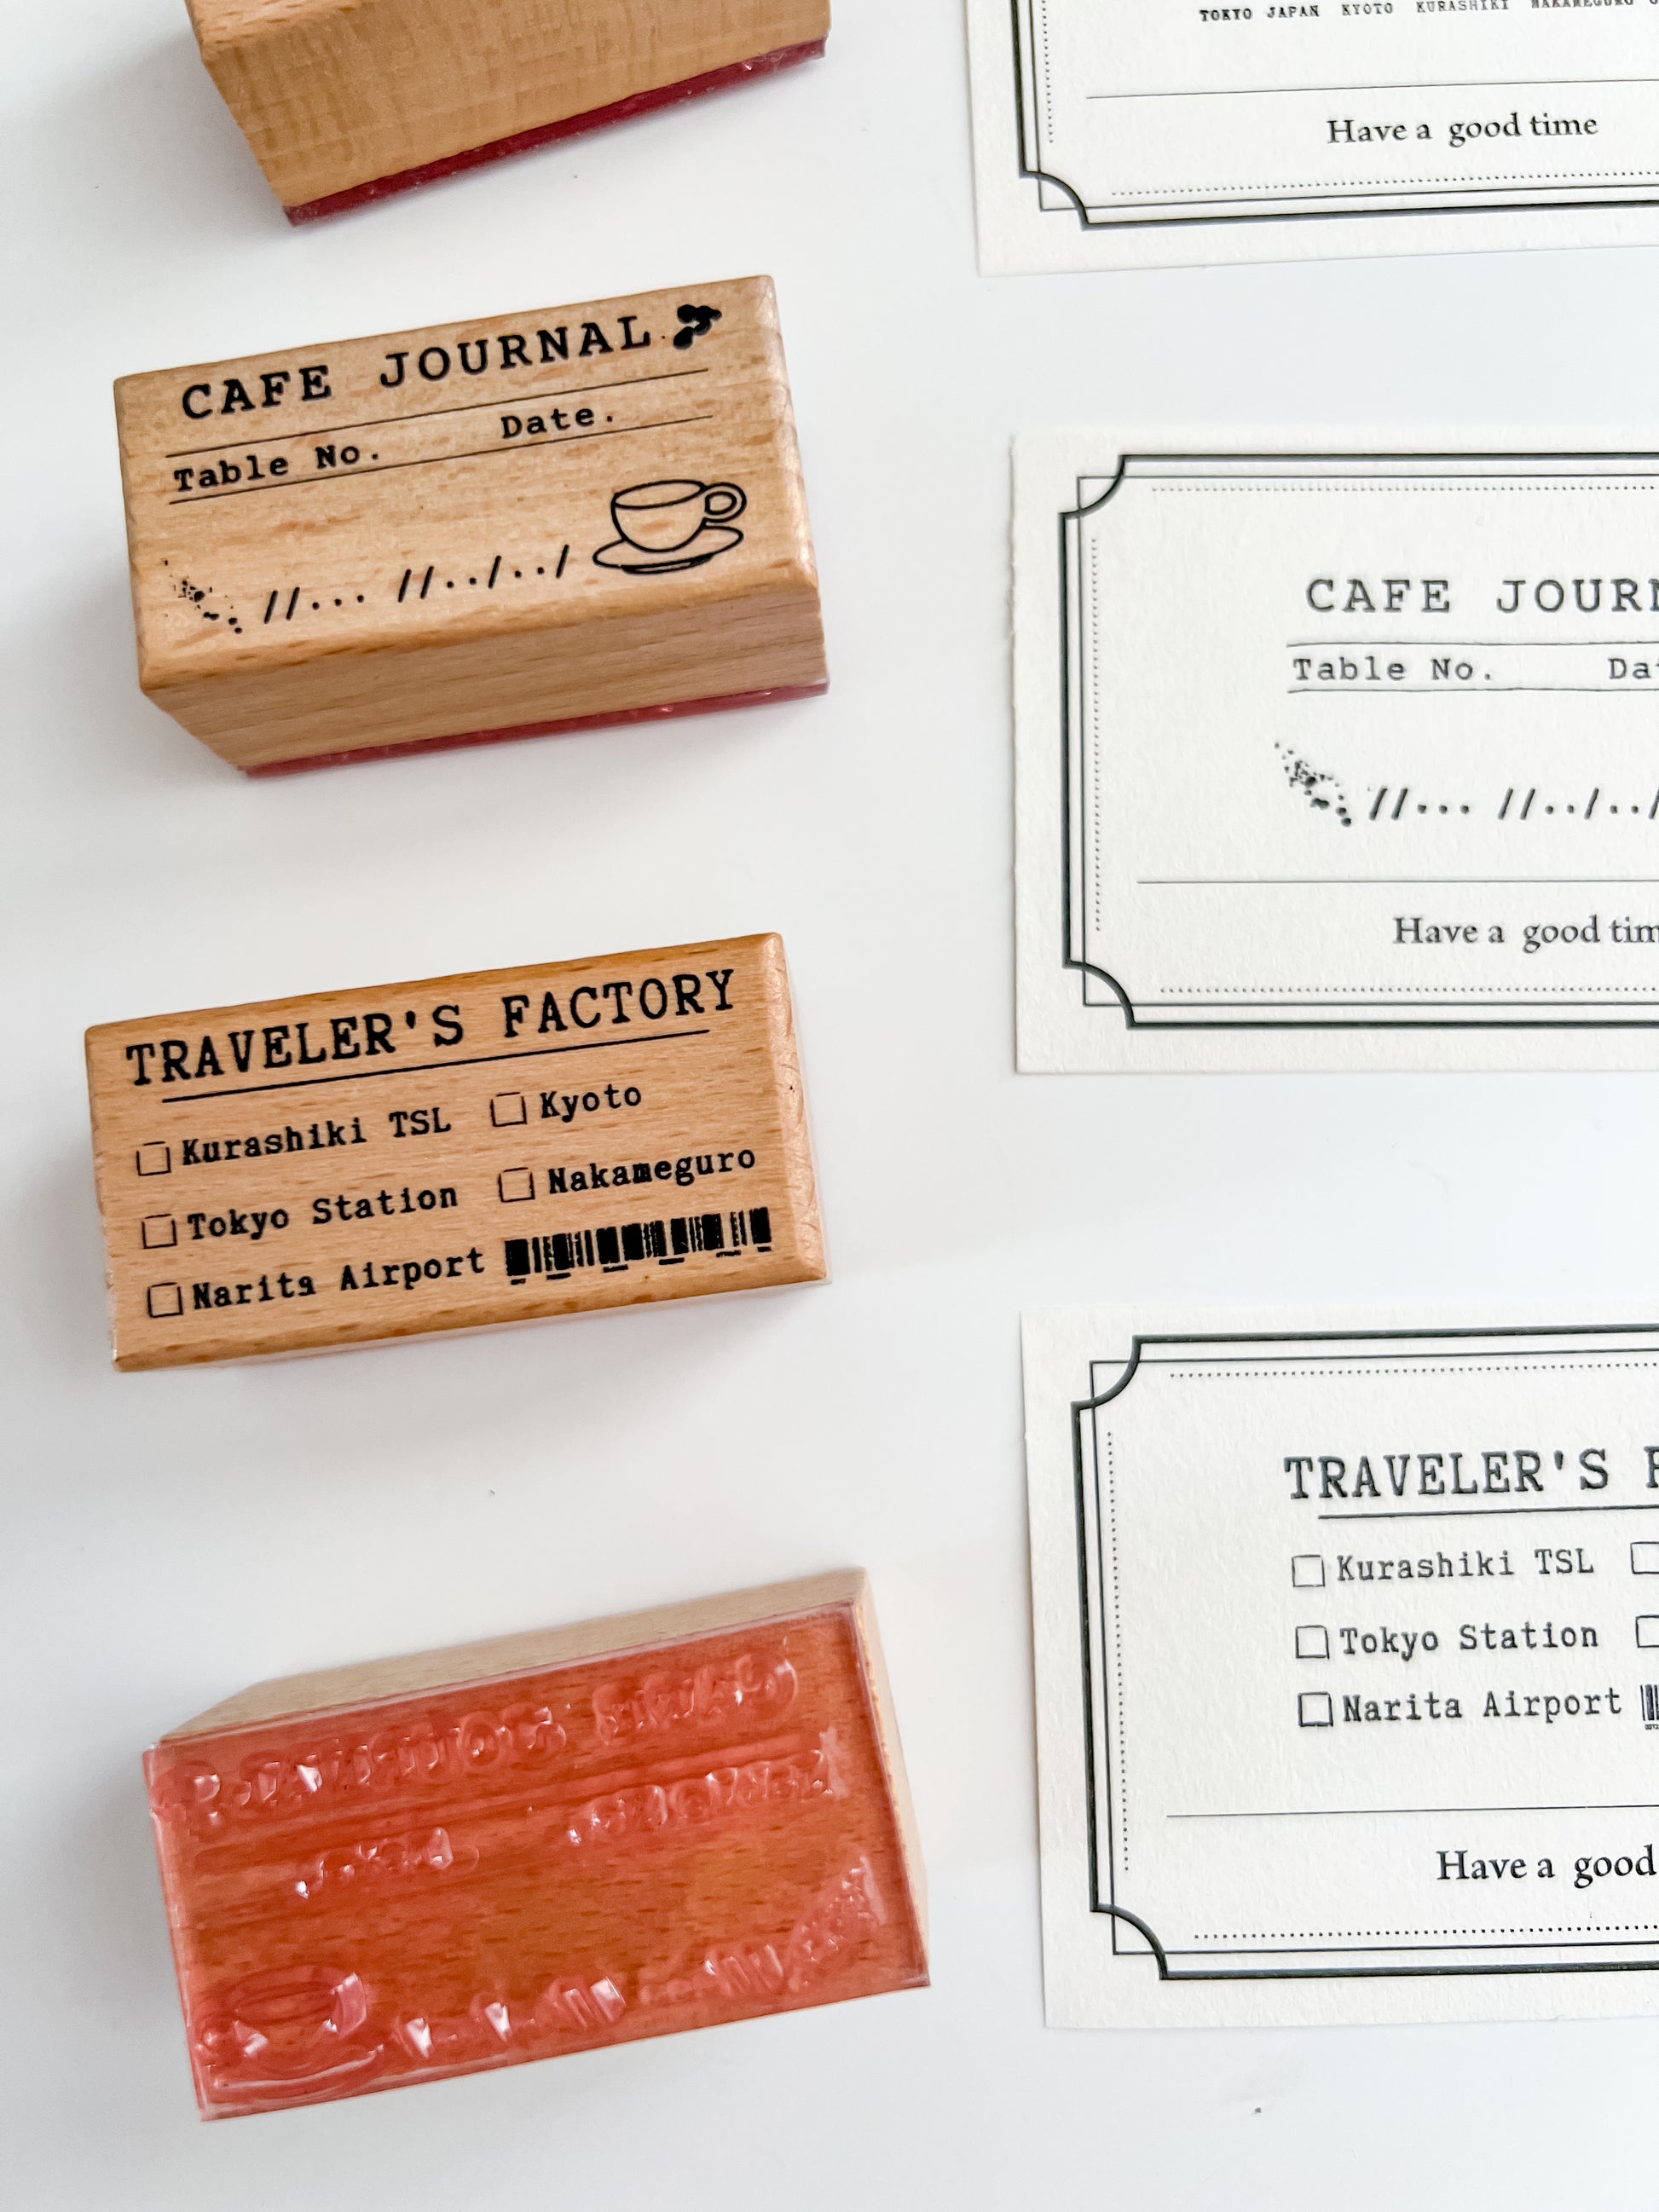 TOKYO JAPAN KYOTO KURASHIKI NAKAMEGURO
Have a good time
CAFE JOURNAL
Table No. Date.
//... //../../
CAFE JOURN
Table No. Dat
//... //../../
Have a good tim
TRAVELER'S FACTORY
Kurashiki TSL Kyoto
Tokyo Station Nakameguro
Narita Airport
TRAVELER'S F
Kurashiki TSL
Tokyo Station
Narita Airport
Have a good